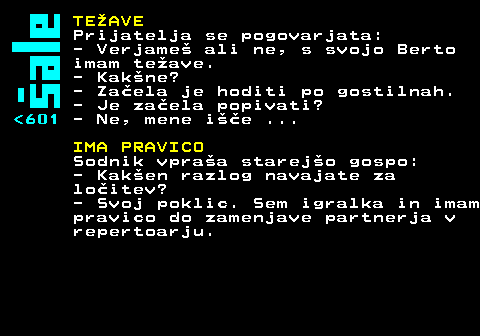 šale
<601
TEŽAVE
Prijatelja se pogovarjata:
- Verjameš ali ne, s svojo Berto
imam težave.
- Kakšne?
- Začela je hoditi po gostilnah.
- Je začela popivati?
- Ne, mene išče ...
IMA PRAVICO
Sodnik vpraša starejšo gospo:
- Kakšen razlog navajate za
ločitev?
- Svoj poklic. Sem igralka in imam
pravico do zamenjave partnerja v
repertoarju.